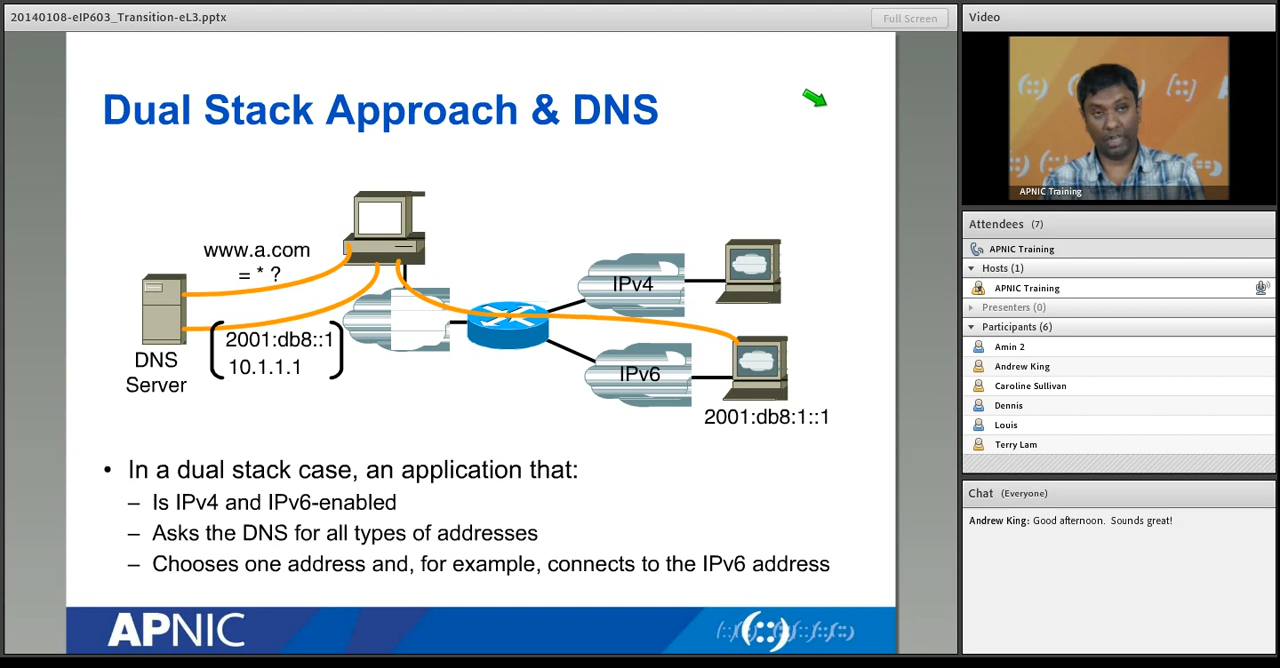 20140108-eIP603_Transition-eL3.pptx
Full Screen
Dual Stack Approach & DNS
www.a.com
= * ?
2001:db8::1
10.1.1.1
DNS
Server
IPv4
IPv6
2001:db8:1::1
• In a dual stack case, an application that:
– Is IPv4 and IPv6-enabled
– Asks the DNS for all types of addresses
– Chooses one address and, for example, connects to the IPv6 address
APNIC
(::)
Video
APNIC Training
Attendees (7)
APNIC Training
Hosts (1)
APNIC Training
Presenters (0)
Participants (6)
Amin 2
Andrew King
Caroline Sullivan
Dennis
Louis
Terry Lam
Chat (Everyone)
Andrew King: Good afternoon. Sounds great!